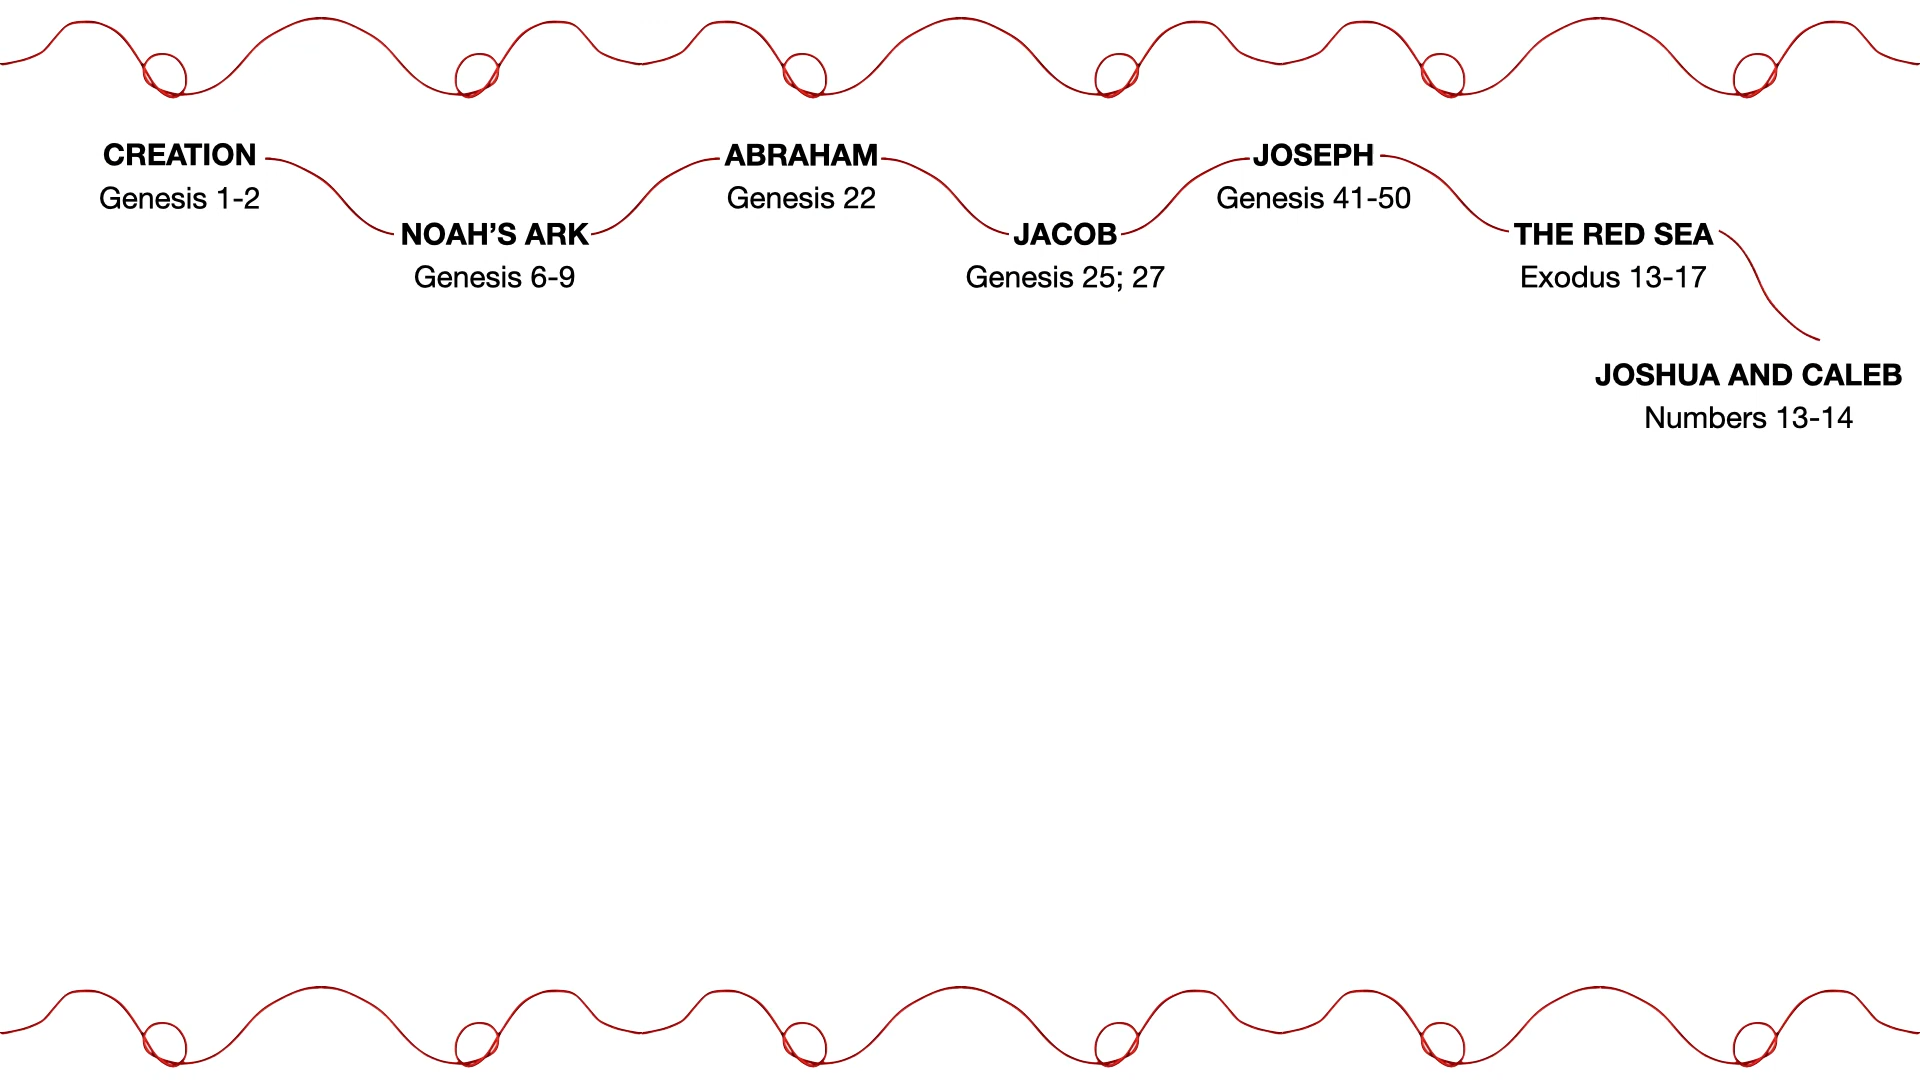 CREATION
Genesis 1-2
NOAH’S ARK
Genesis 6-9
ABRAHAM
Genesis 22
JACOB
Genesis 25; 27
JOSEPH
Genesis 41-50
THE RED SEA
Exodus 13-17
JOSHUA AND CALEB
Numbers 13-14